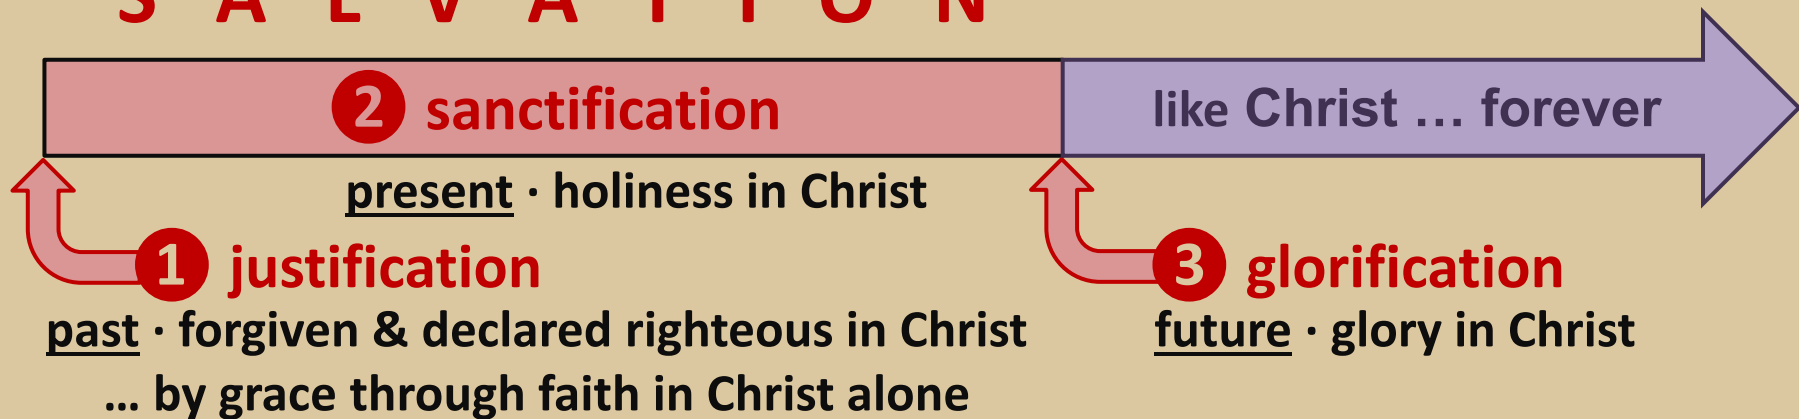 SALVATION
2 sanctification
like Christ … forever
present · holiness in Christ
1 justification
past · forgiven & declared righteous in Christ
… by grace through faith in Christ alone
3 glorification
future · glory in Christ